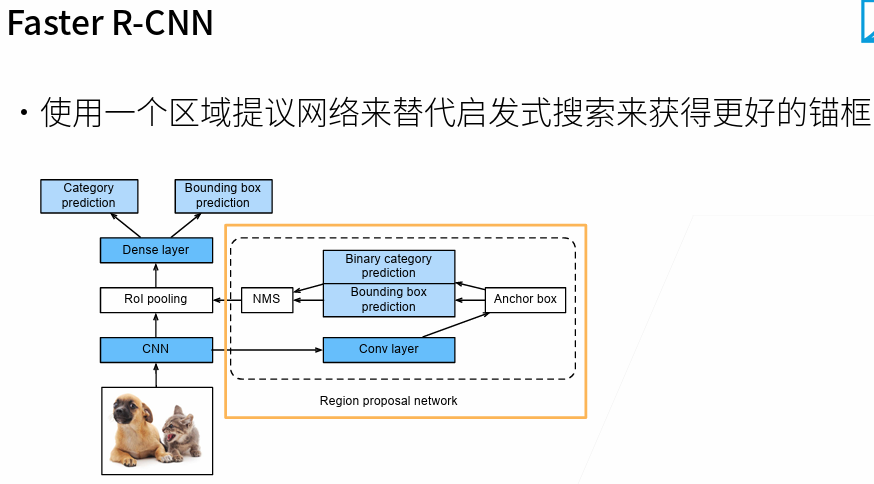 Faster R-CNN
• 使用一个区域提议网络来替代启发式搜索来获得更好的锚框
Category
prediction
Bounding box
prediction
Dense layer
RoI pooling
CNN
NMS
Binary category
prediction
Bounding box
prediction
Anchor box
Conv layer
Region proposal network